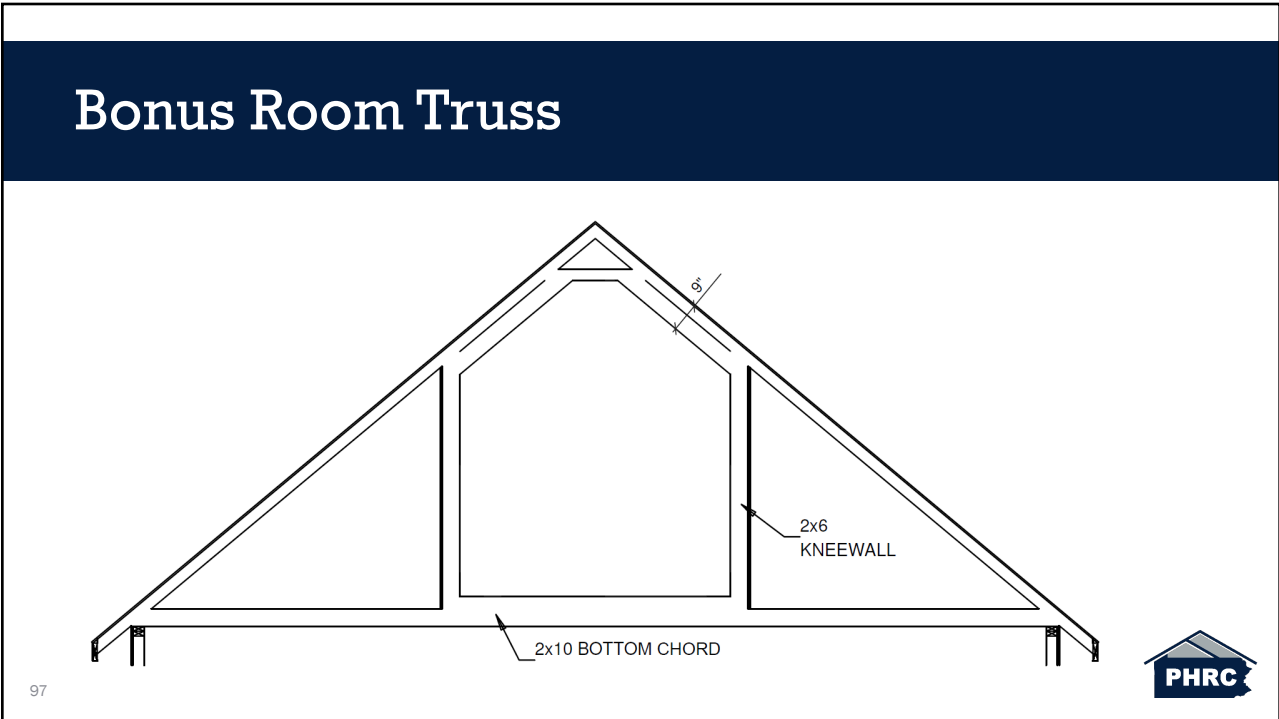 Bonus Room Truss
9"
2x6
KNEEWALL
2x10 BOTTOM CHORD
97
PHRC